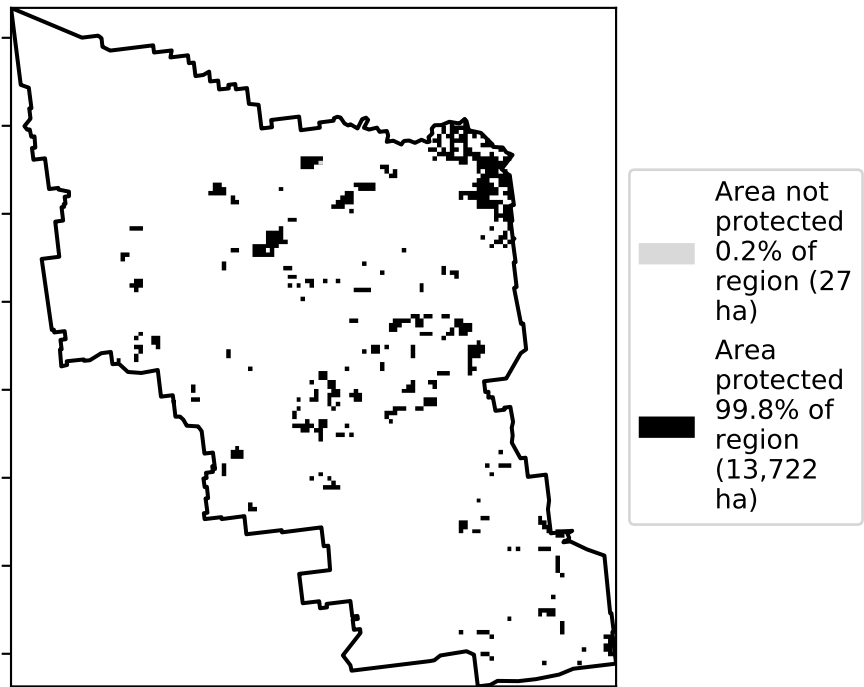 Area not
protected
0.2% of
region (27
ha)
Area
protected
99.8% of
region
(13,722
ha)